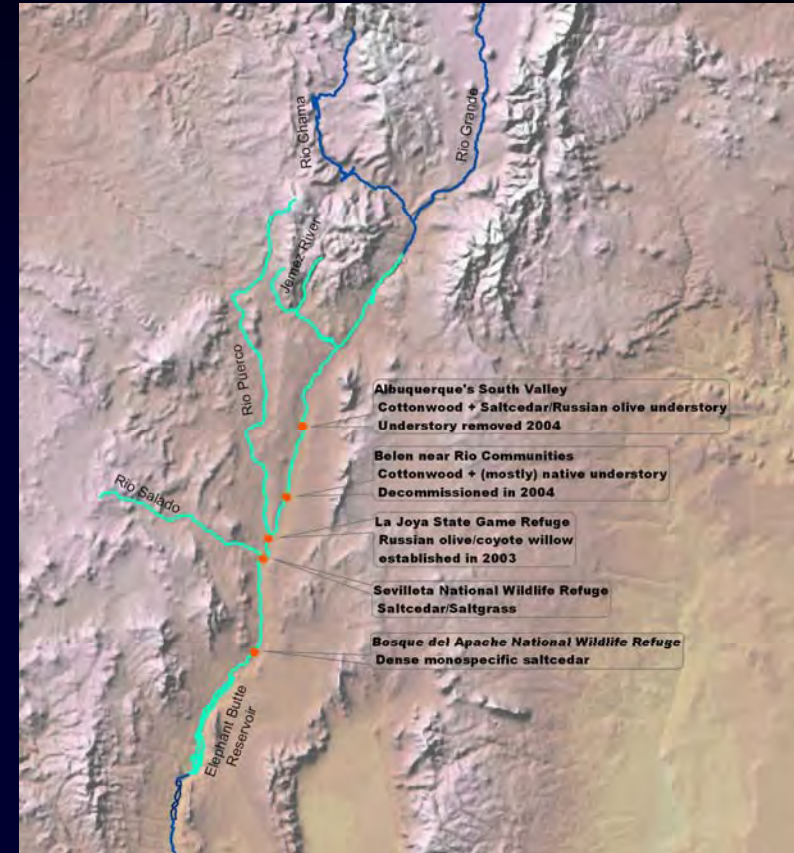 Rio Chama
Rio Grande
Jemez River
Rio Puerco
Albuquerque's South Valley
Cottonwood + Saltcedar/Russian olive understory
Understory removed 2004
Belen near Rio Communities
Cottonwood + (mostly) native understory
Decommissioned in 2004
Rio Salado
La Joya State Game Refuge
Russian olive/coyote willow
established in 2003
Sevilleta National Wildlife Refuge
Saltcedar/Saltgrass
Bosque del Apache National Wildlife Refuge
Dense monospecific saltcedar
Elephant Butte
Reservoir